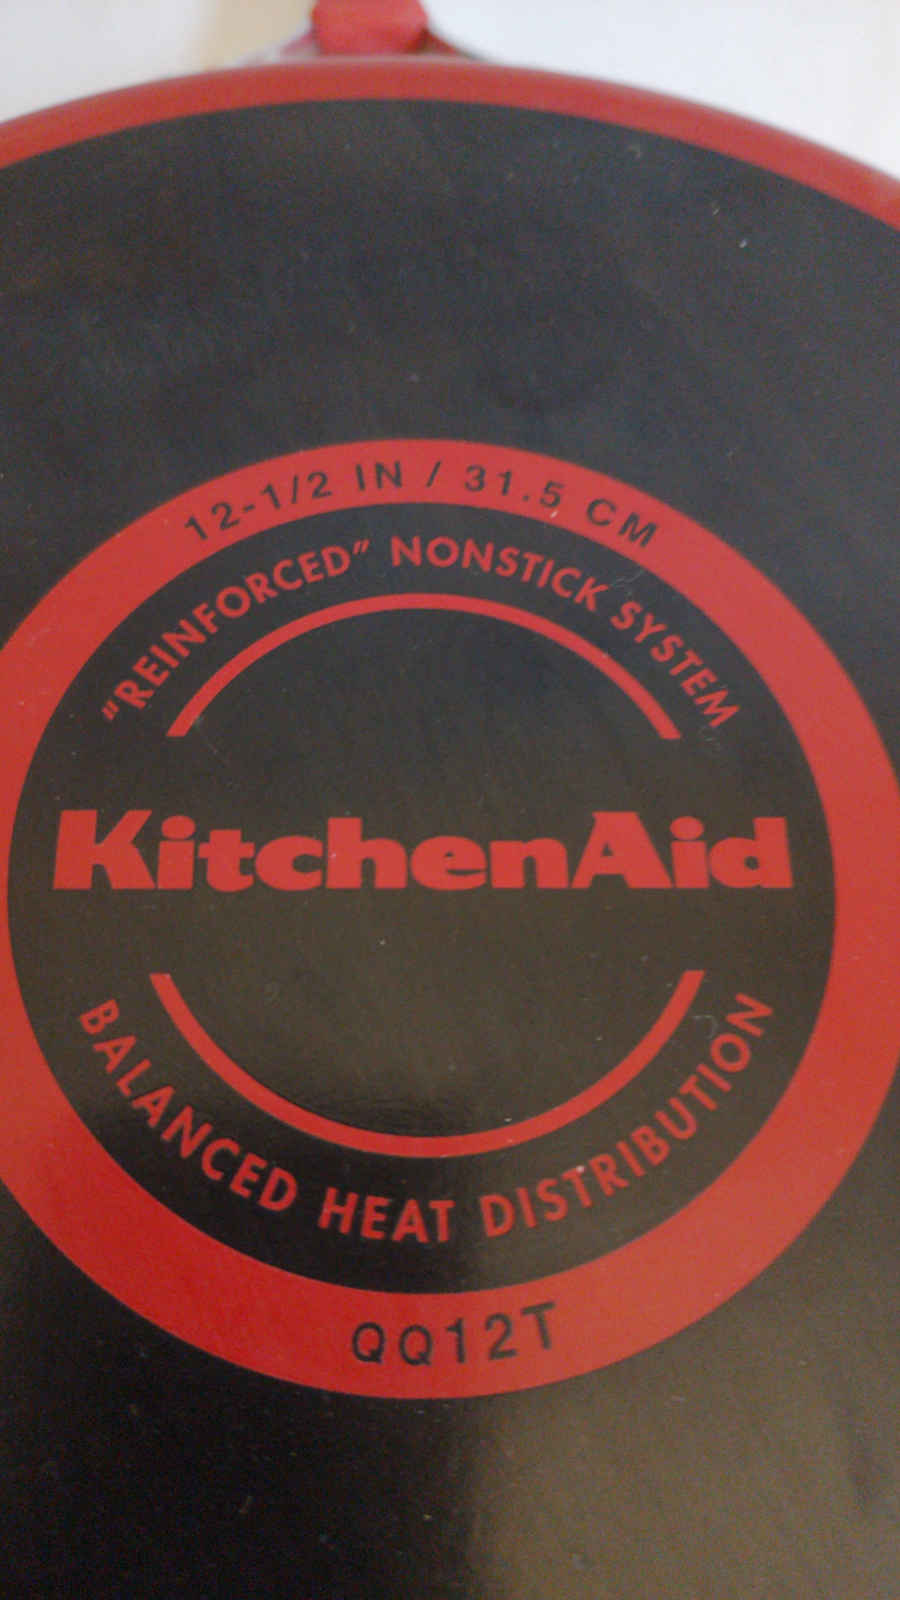 12-1/2 IN / 31.5 CM
"REINFORCED" NONSTICK SYSTEM
KitchenAid
BALANCED HEAT DISTRIBUTION
QQ12T